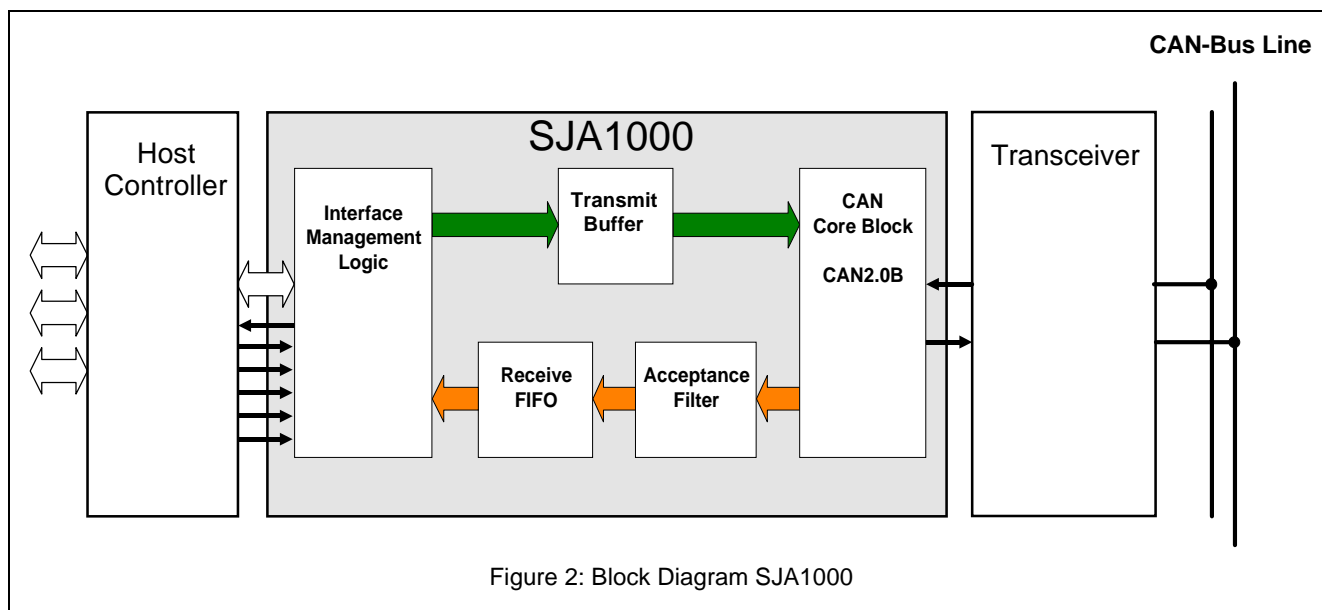 CAN-Bus Line
Host
Controller
SJA1000
Transceiver
Interface
Management
Logic
Transmit
Buffer
CAN
Core Block
CAN2.0B
Receive
FIFO
Acceptance
Filter
Figure 2: Block Diagram SJA1000